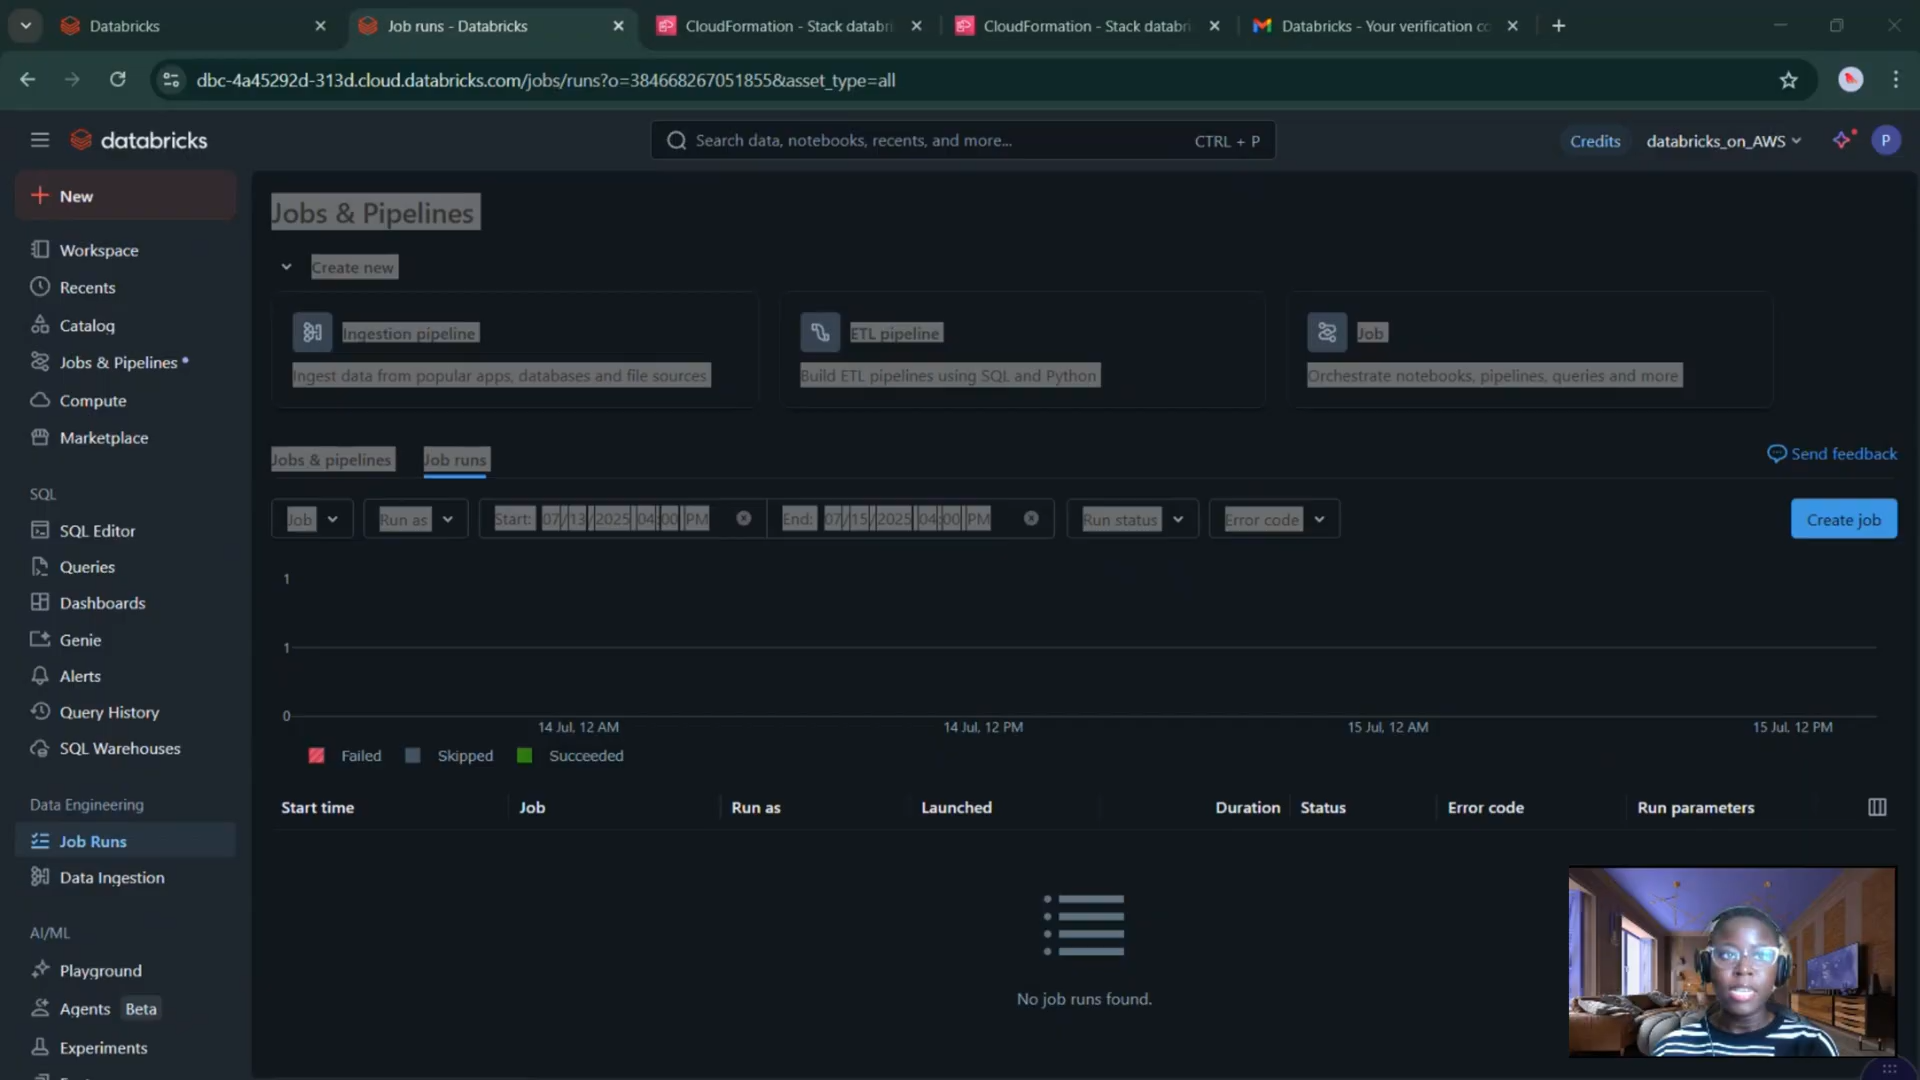 Databricks
Job runs - Databricks
CloudFormation - Stack databri
CloudFormation - Stack databri
Databricks - Your verification co
dbc-4a45292d-313d.cloud.databricks.com/jobs/runs?o=384668267051855&asset_type=all
databricks
Search data, notebooks, recents, and more...
CTRL + P
Credits
databricks_on_AWS
P
New
Workspace
Recents
Catalog
Jobs & Pipelines
Compute
Marketplace
SQL
SQL Editor
Queries
Dashboards
Genie
Alerts
Query History
SQL Warehouses
Data Engineering
Job Runs
Data Ingestion
AI/ML
Playground
Agents Beta
Experiments
Jobs & Pipelines
Create new
Ingestion pipeline
Ingest data from popular apps, databases and file sources
ETL pipeline
Build ETL pipelines using SQL and Python
Job
Orchestrate notebooks, pipelines, queries and more
Jobs & pipelines
Job runs
Send feedback
Job
Run as
Start: 07/13/2025 04:00 PM
End: 07/15/2025 04:00 PM
Run status
Error code
Create job
1
1
0
14 Jul, 12 AM
14 Jul, 12 PM
15 Jul, 12 AM
15 Jul, 12 PM
Failed
Skipped
Succeeded
Start time
Job
Run as
Launched
Duration
Status
Error code
Run parameters
No job runs found.